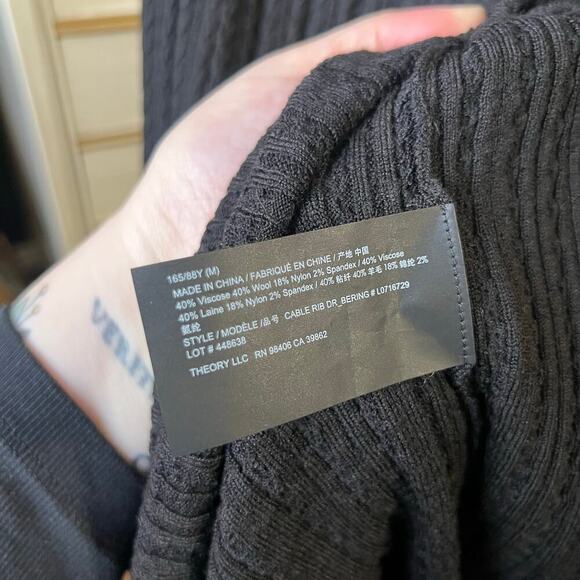 165/88Y (M)
MADE IN CHINA / FABRIQUÉ EN CHINE / 产地 中国
40% Viscose 40% Wool 18% Nylon 2% Spandex / 40% Viscose
40% Laine 18% Nylon 2% Spandex / 40% 粘纤 40% 羊毛 18% 锦纶 2%
氨纶
STYLE / MODÈLE /品号 CABLE RIB DR_BERING # L0716729
LOT # 448638
THEORY LLC RN 98406 CA 39862